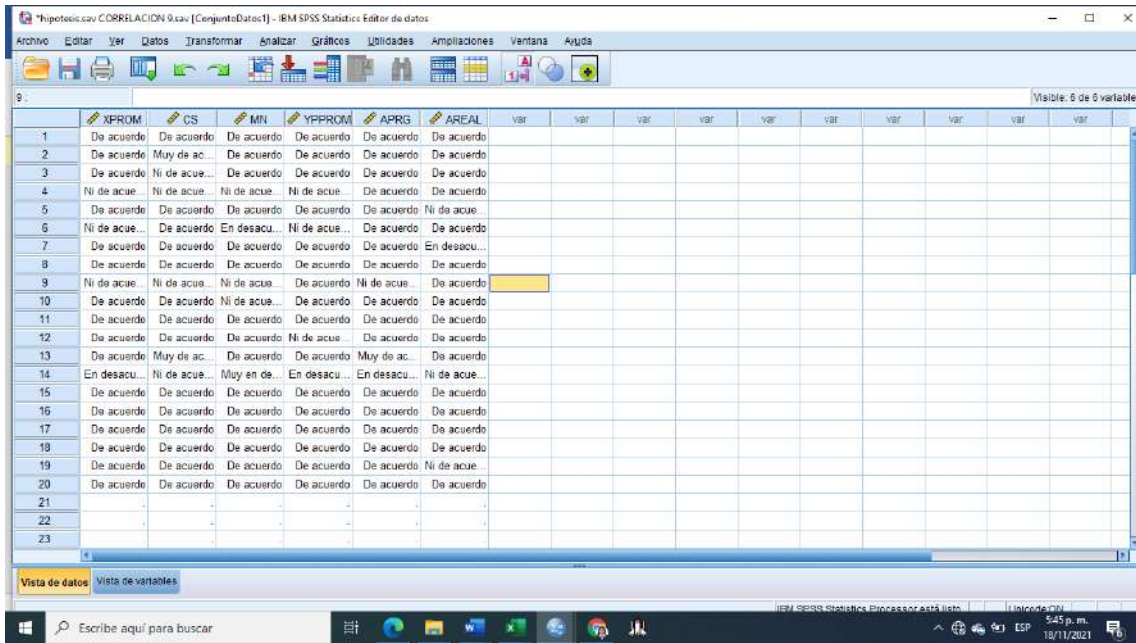 *hipotesis.sav CORRELACION 9.sav [ConjuntoDatos1] - IBM SPSS Statistics Editor de datos
Archivo Editar Ver Datos Transformar Analizar Gráficos Utilidades Ampliaciones Ventana Ayuda
9 :
Visible: 6 de 6 variable
XPROM CS MN YPPROM APRG AREAL var var var var var var var var var
1 De acuerdo De acuerdo De acuerdo De acuerdo De acuerdo De acuerdo
2 De acuerdo Muy de ac... De acuerdo De acuerdo De acuerdo De acuerdo
3 De acuerdo Ni de acue... De acuerdo De acuerdo De acuerdo De acuerdo
4 Ni de acue... Ni de acue... Ni de acue... Ni de acue... De acuerdo De acuerdo
5 De acuerdo De acuerdo De acuerdo De acuerdo De acuerdo Ni de acue...
6 Ni de acue... De acuerdo En desacu... Ni de acue... De acuerdo De acuerdo
7 De acuerdo De acuerdo De acuerdo De acuerdo De acuerdo En desacu...
8 De acuerdo De acuerdo De acuerdo De acuerdo De acuerdo De acuerdo
9 Ni de acue... Ni de acue... Ni de acue... De acuerdo Ni de acue... De acuerdo
10 De acuerdo De acuerdo Ni de acue... De acuerdo De acuerdo De acuerdo
11 De acuerdo De acuerdo De acuerdo De acuerdo De acuerdo De acuerdo
12 De acuerdo De acuerdo De acuerdo Ni de acue... De acuerdo De acuerdo
13 De acuerdo Muy de ac... De acuerdo De acuerdo Muy de ac... De acuerdo
14 En desacu... Ni de acue... Muy en de... En desacu... En desacu... Ni de acue...
15 De acuerdo De acuerdo De acuerdo De acuerdo De acuerdo De acuerdo
16 De acuerdo De acuerdo De acuerdo De acuerdo De acuerdo De acuerdo
17 De acuerdo De acuerdo De acuerdo De acuerdo De acuerdo De acuerdo
18 De acuerdo De acuerdo De acuerdo De acuerdo De acuerdo De acuerdo
19 De acuerdo De acuerdo De acuerdo De acuerdo De acuerdo Ni de acue...
20 De acuerdo De acuerdo De acuerdo De acuerdo De acuerdo De acuerdo
21 . . . . . .
22 . . . . . .
23 . . . . . .
Vista de datos Vista de variables
IBM SPSS Statistics Processor está listo Unicode:ON
Escribe aquí para buscar
ESP 5:45 p. m.
18/11/2021